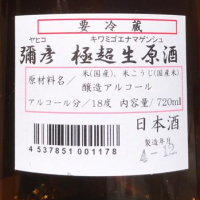 要冷蔵
ヤヒコ キワミゴエナマゲンシュ
彌彦 極超生原酒
原材料名／米(国産)、米こうじ(国産米)
醸造アルコール
アルコール分／18度 内容量／720ml
日本酒
製造年月
4 537851 001178